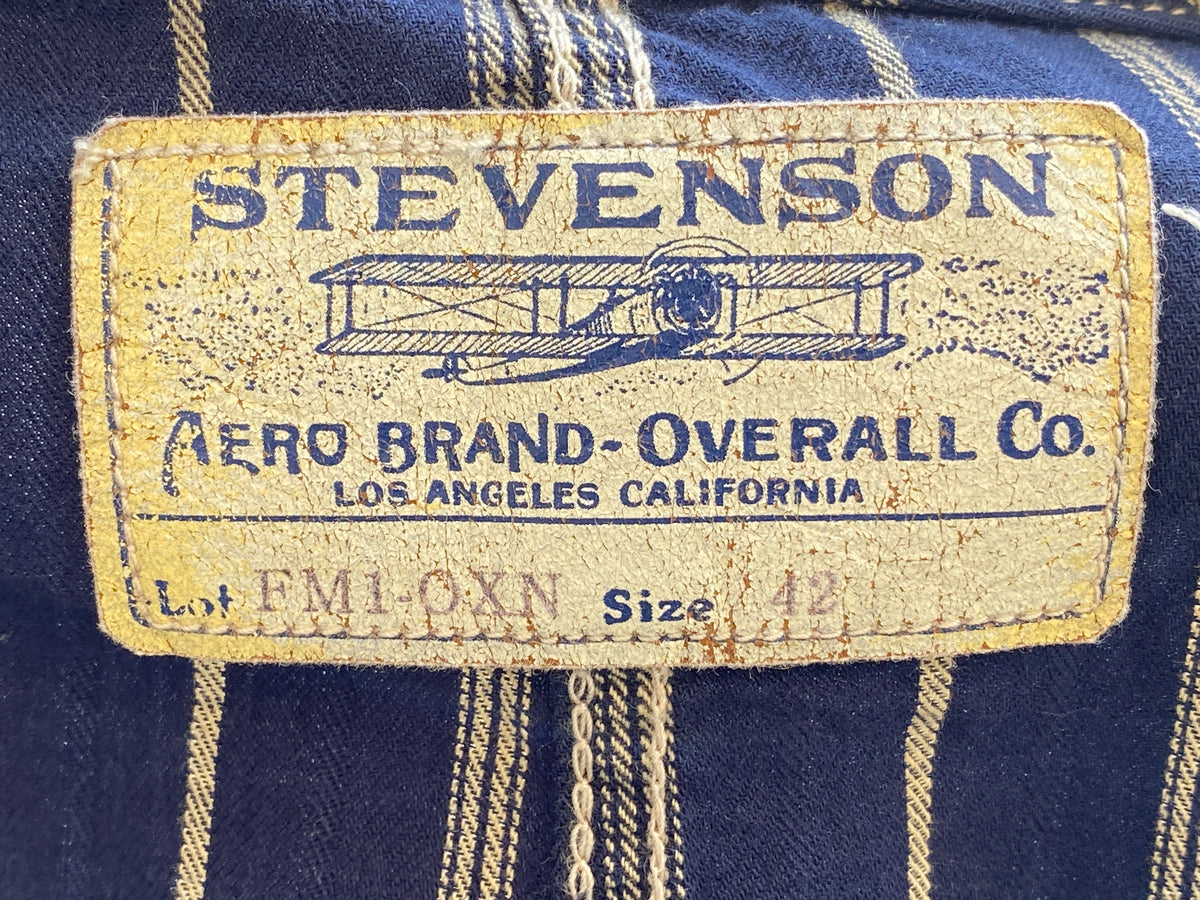 STEVENSON
AERO BRAND-OVERALL CO.
LOS ANGELES CALIFORNIA
Lot FM1-OXN Size 42